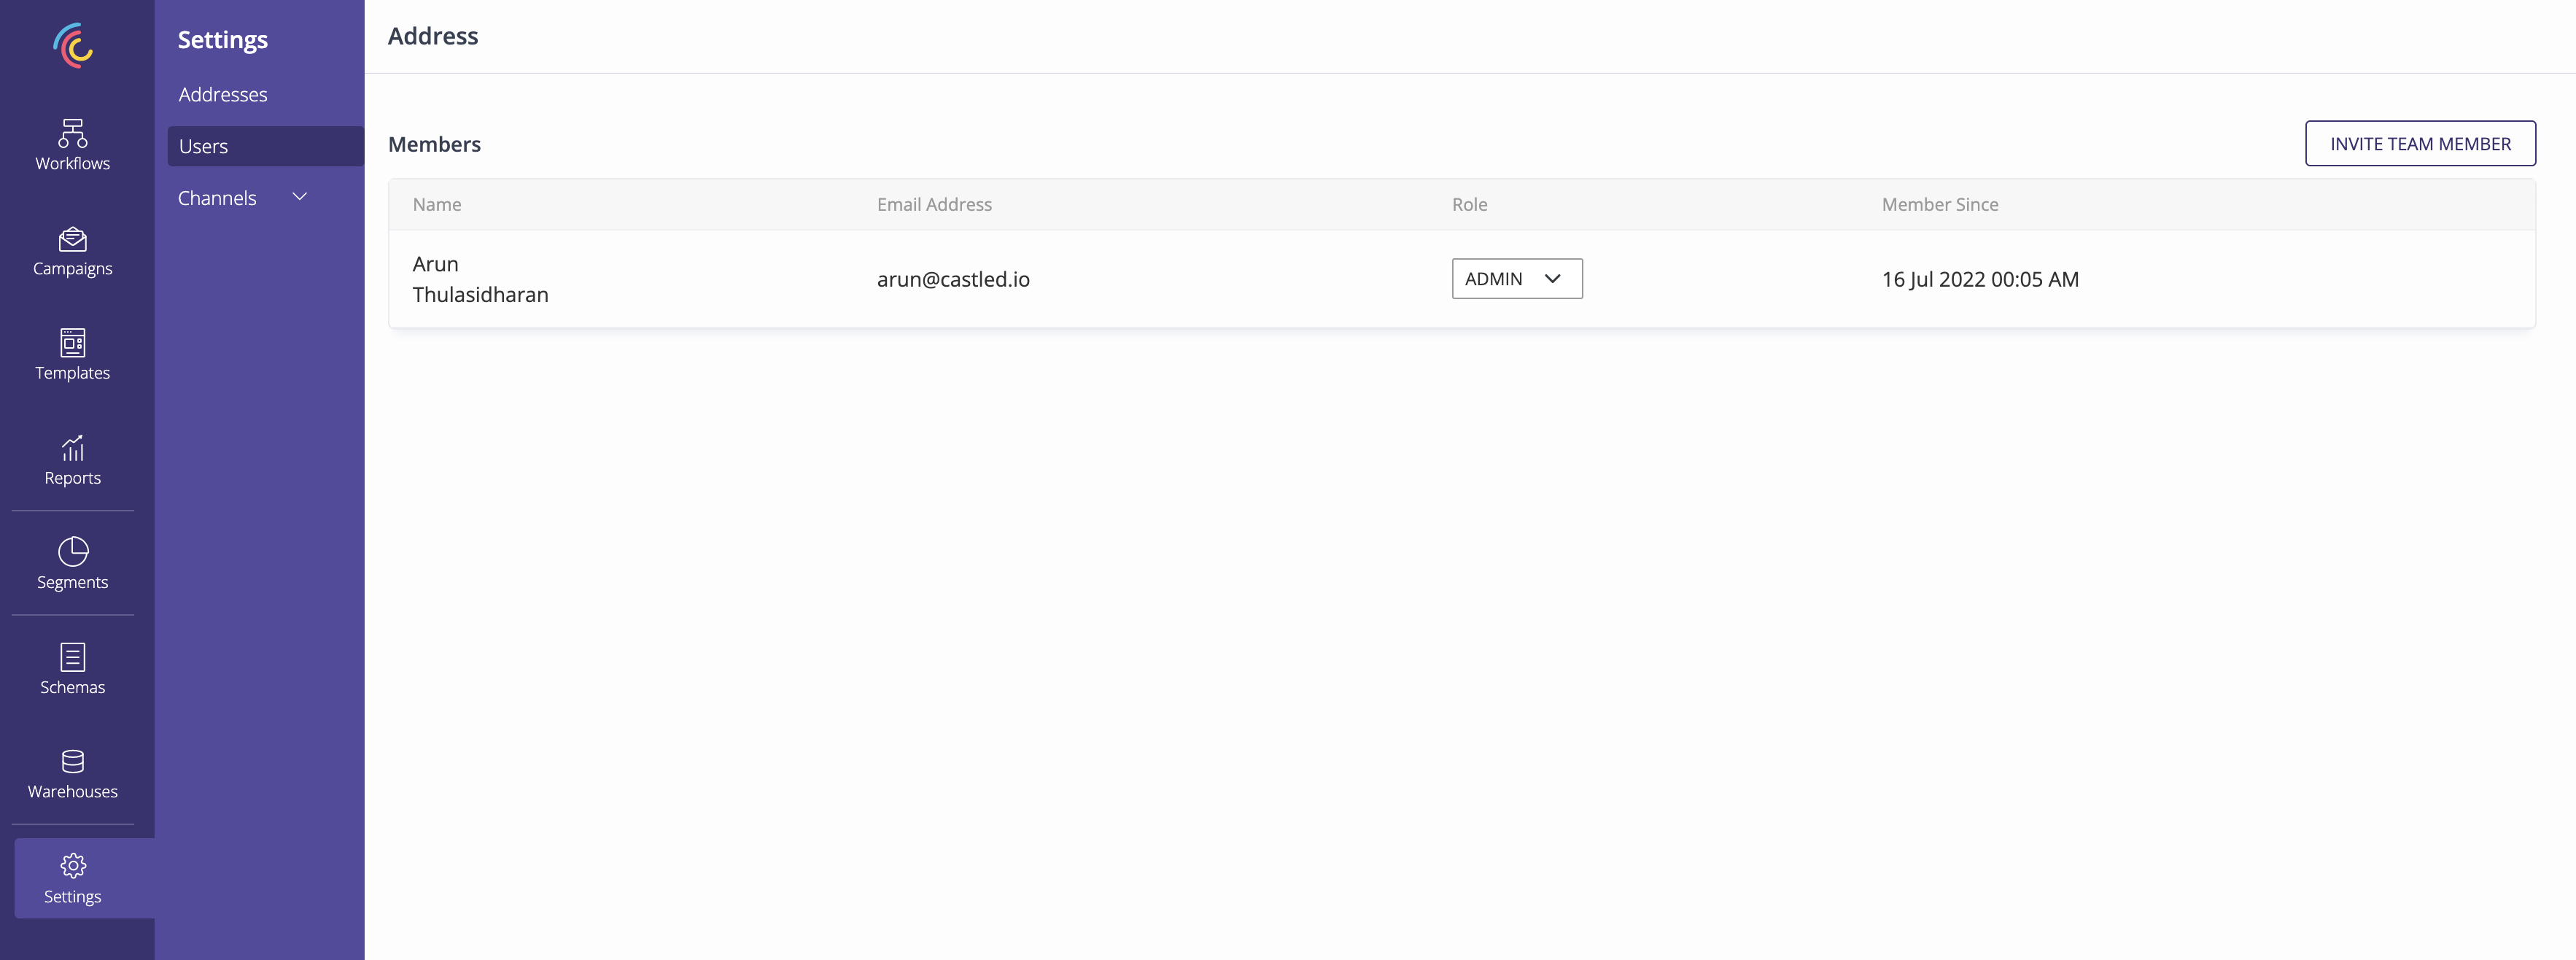 Workflows
Campaigns
Templates
Reports
Segments
Schemas
Warehouses
Settings
Settings
Addresses
Users
Channels
Address
Members
INVITE TEAM MEMBER
Name Email Address Role Member Since
Arun
Thulasidharan
arun@castled.io ADMIN 16 Jul 2022 00:05 AM